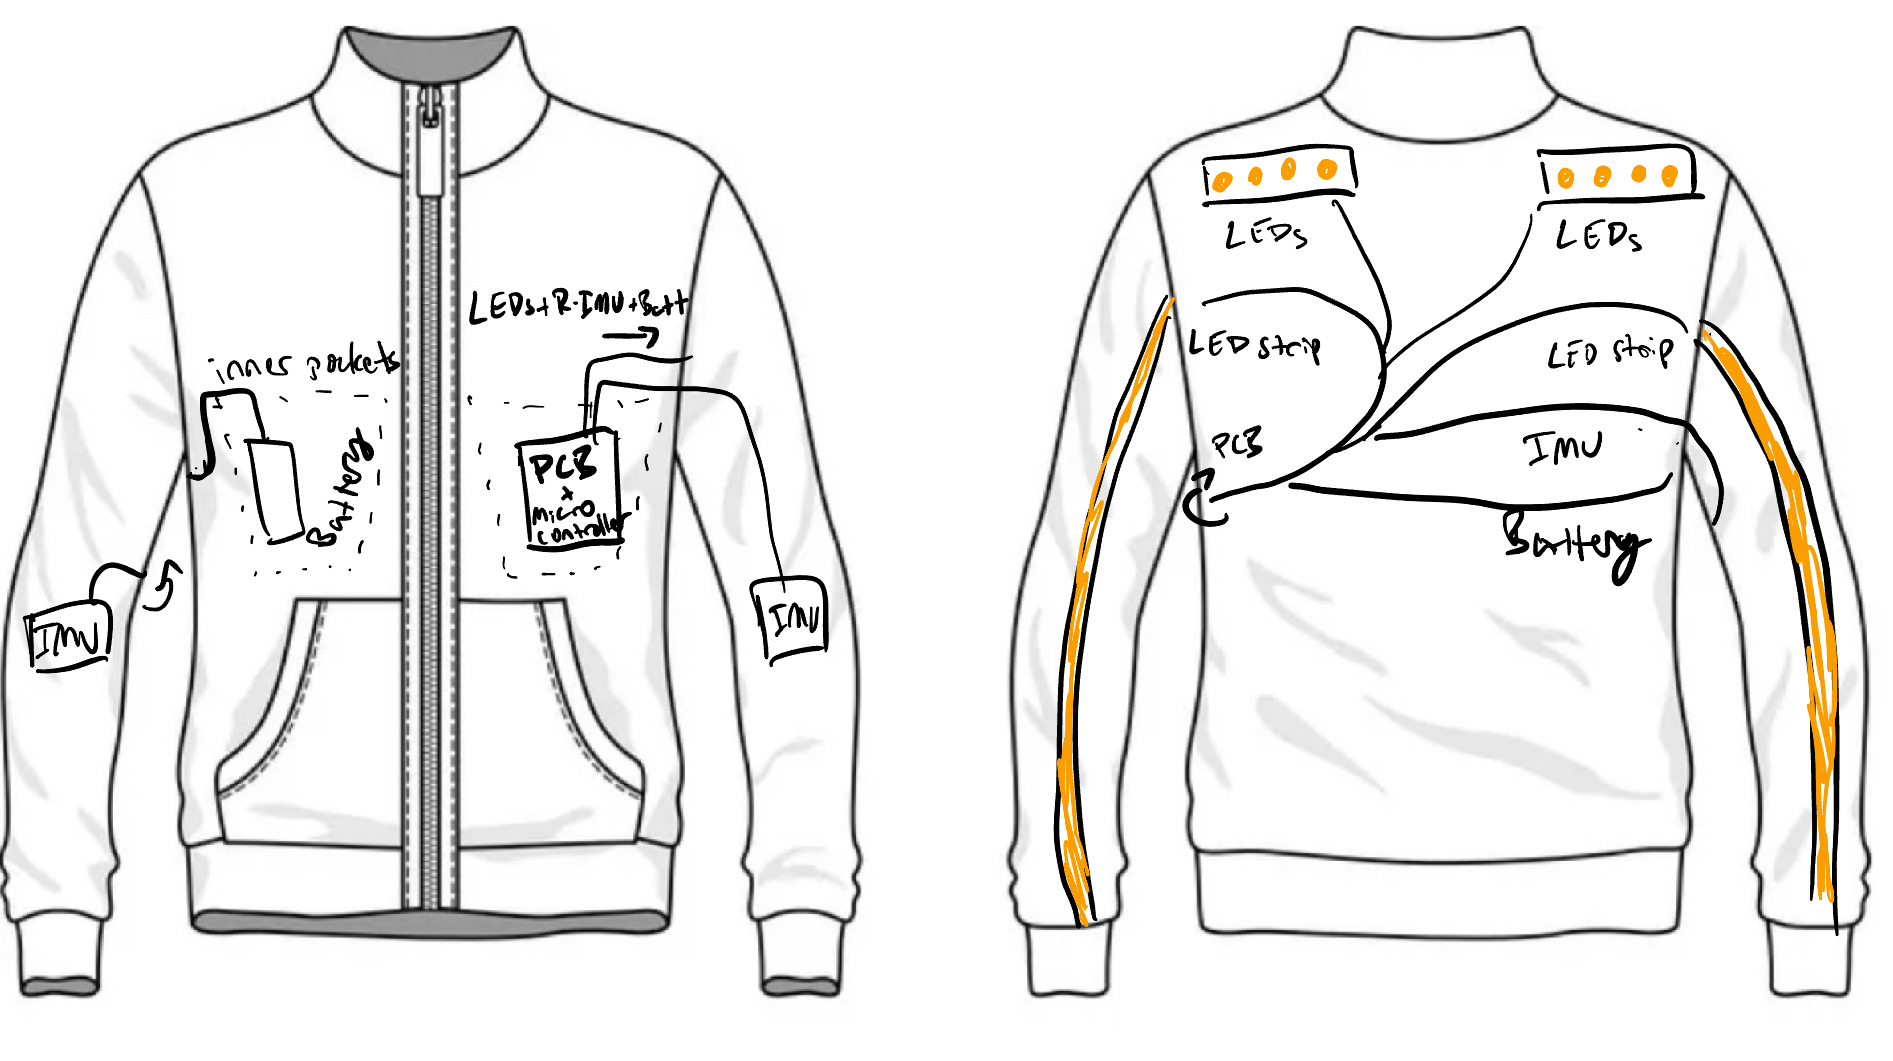 LEDs+R-IMU+Batt
inner pockets
Battery
PCB
+
micro
controller
IMU
IMU
LEDs
LEDs
LED strip
LED strip
PCB
IMU
Battery